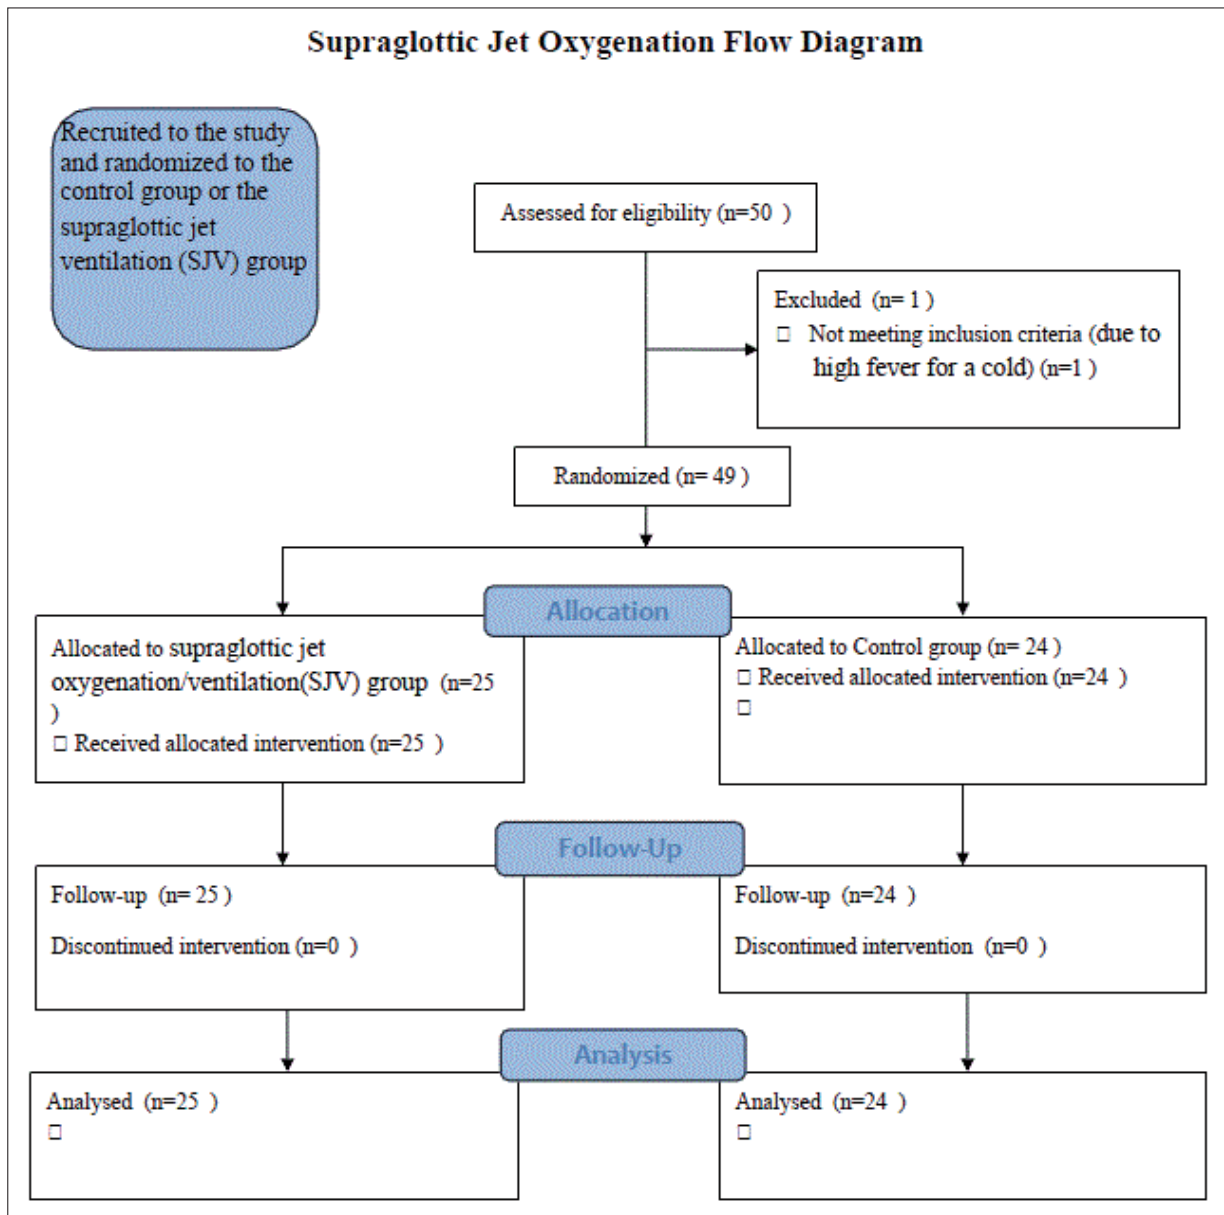 Supraglottic Jet Oxygenation Flow Diagram
Recruited to the study
and randomized to the
control group or the
supraglottic jet
ventilation (SJV) group
Assessed for eligibility (n=50 )
Excluded (n= 1 )
□ Not meeting inclusion criteria (due to
high fever for a cold) (n=1 )
Randomized (n= 49 )
Allocation
Allocated to supraglottic jet
oxygenation/ventilation(SJV) group (n=25
)
□ Received allocated intervention (n=25 )
Allocated to Control group (n= 24 )
□ Received allocated intervention (n=24 )
□
Follow-Up
Follow-up (n= 25 )
Discontinued intervention (n=0 )
Follow-up (n=24 )
Discontinued intervention (n=0 )
Analysis
Analysed (n=25 )
□
Analysed (n=24 )
□